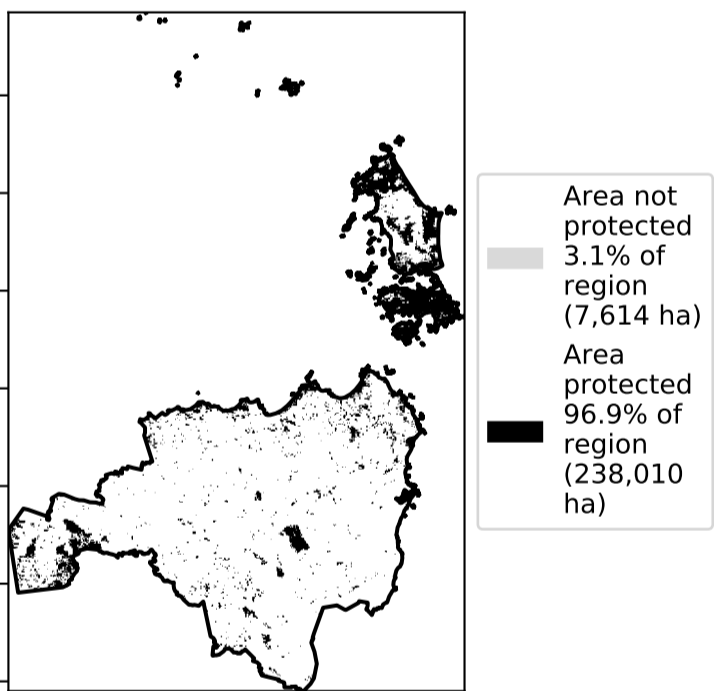 Area not
protected
3.1% of
region
(7,614 ha)
Area
protected
96.9% of
region
(238,010
ha)